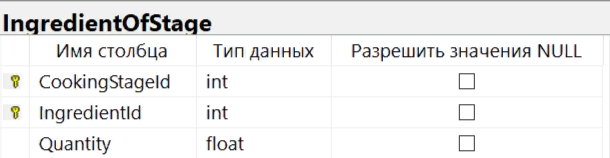 IngredientOfStage
Имя столбца Тип данных Разрешить значения NULL
CookingStageId int
IngredientId int
Quantity float